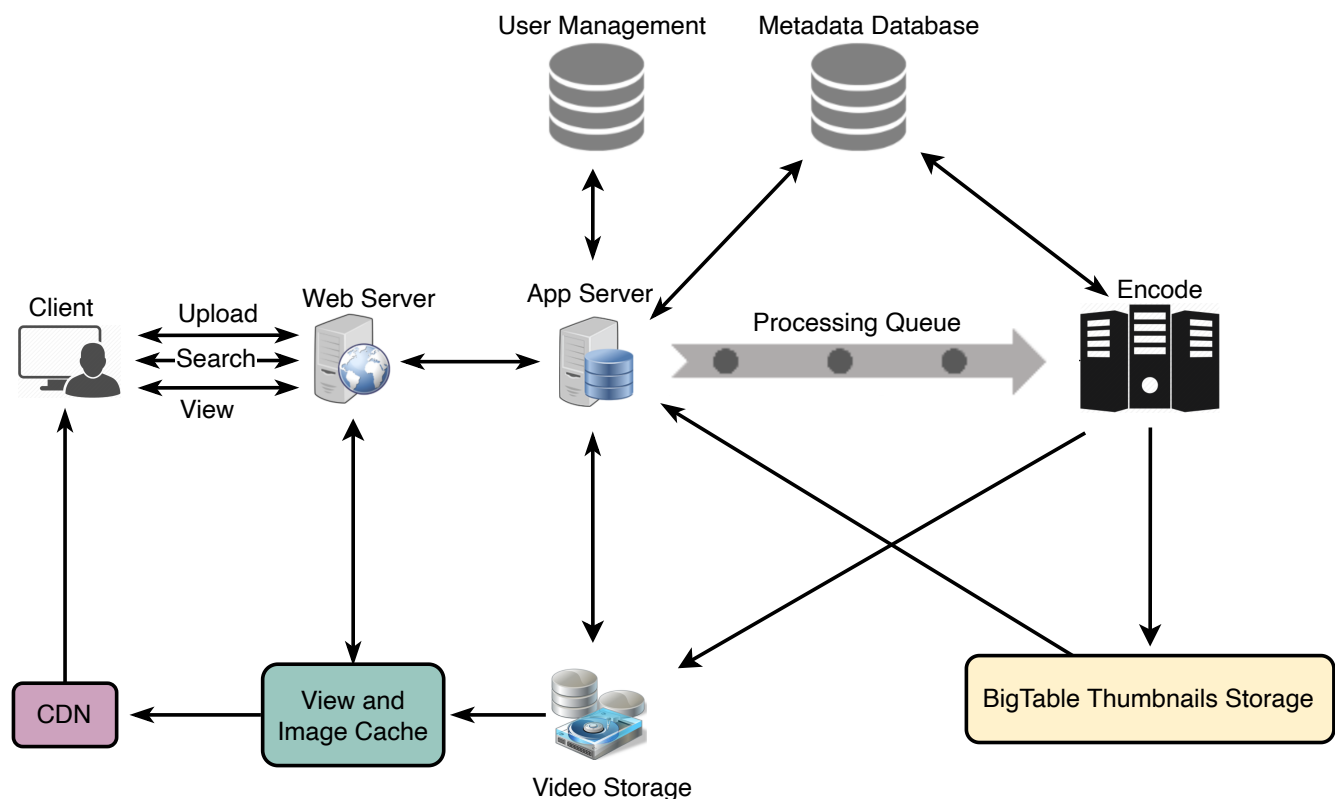 User Management
Metadata Database
Client
Upload
Search
View
Web Server
App Server
Processing Queue
Encode
CDN
View and
Image Cache
Video Storage
BigTable Thumbnails Storage